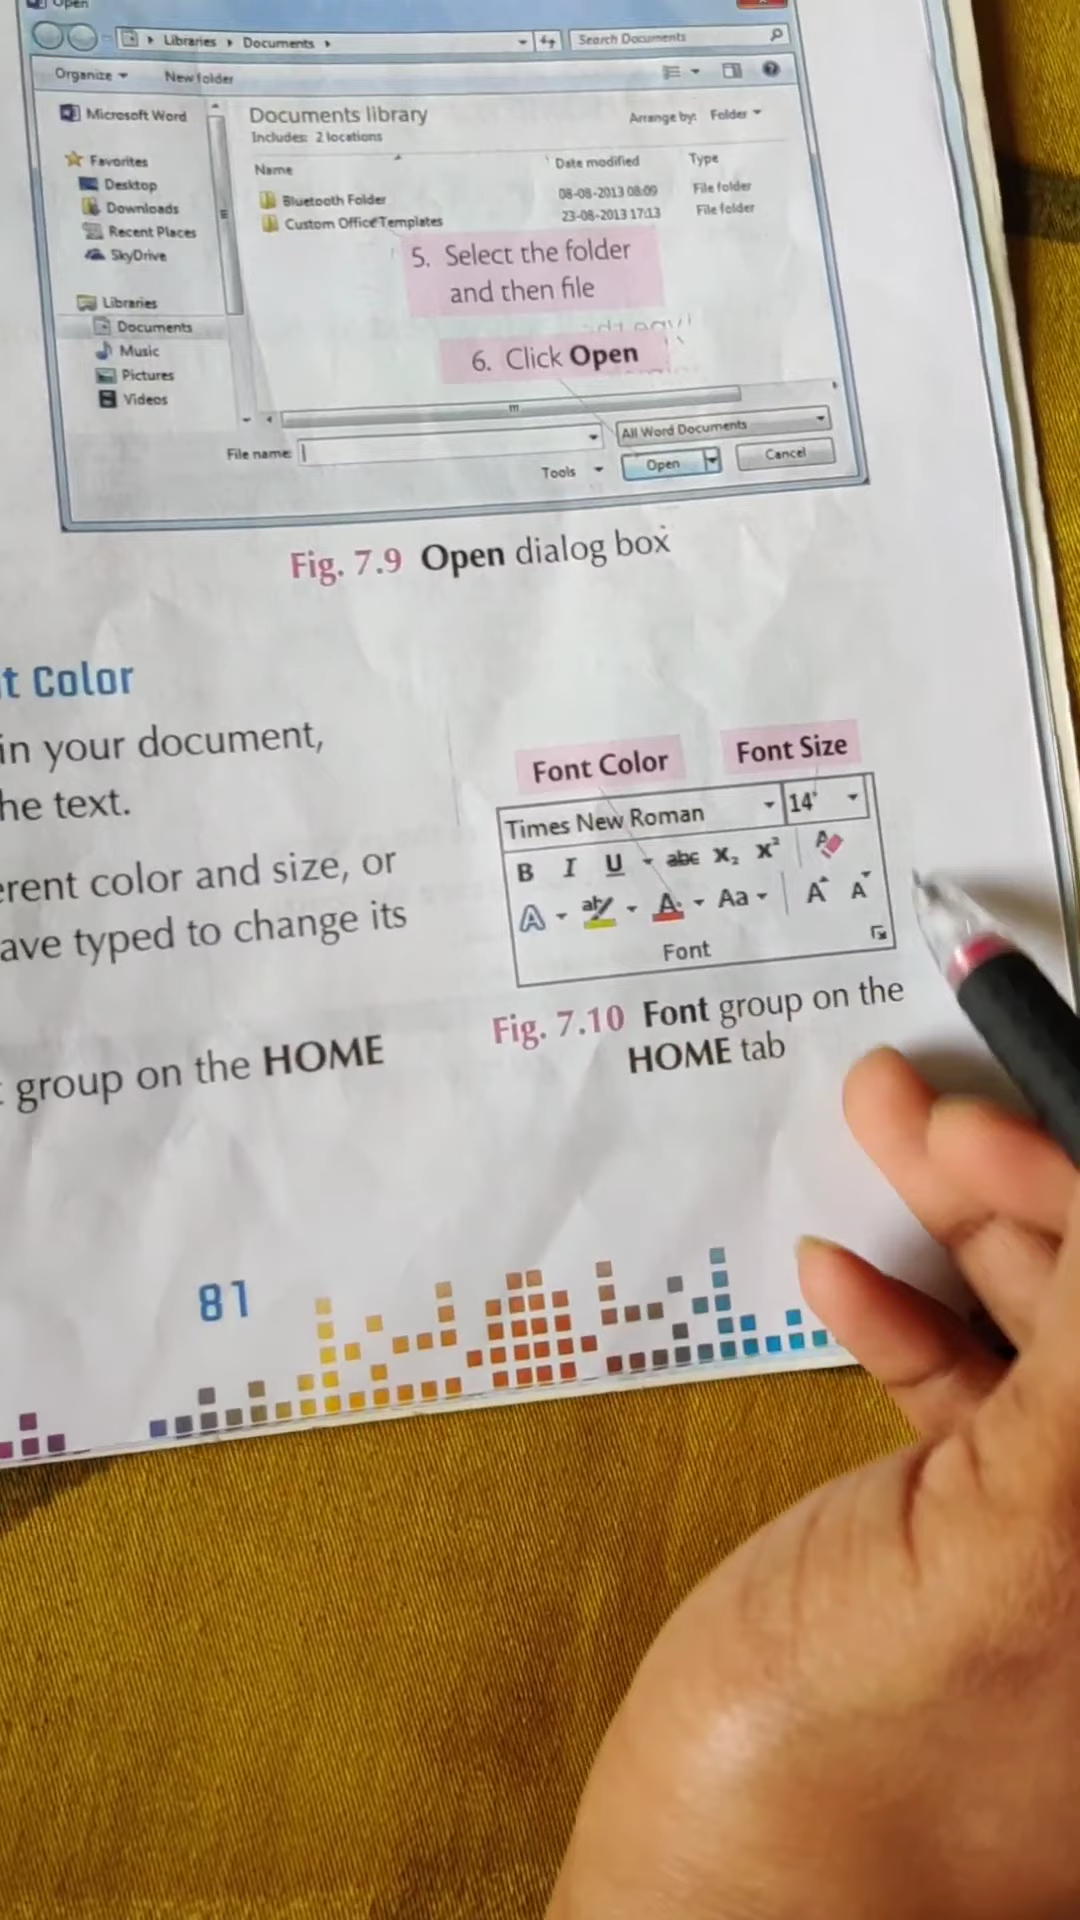 Open
Libraries Documents
Search Documents
Organize New folder
Microsoft Word
Documents library
Includes: 2 locations
Arrange by: Folder
Favorites
Desktop
Downloads
Recent Places
SkyDrive
Libraries
Documents
Music
Pictures
Videos
Name Date modified Type
Bluetooth Folder 08-08-2013 08:09 File folder
Custom Office Templates 23-08-2013 17:13 File folder
5. Select the folder
and then file
6. Click Open
File name:
All Word Documents
Tools Open Cancel
Fig. 7.9 Open dialog box
t Color
in your document,
he text.
erent color and size, or
ave typed to change its
group on the HOME
Font Color Font Size
Times New Roman 14
B I U abc X₂ X²
A ab A Aa A A
Font
Fig. 7.10 Font group on the
HOME tab
81